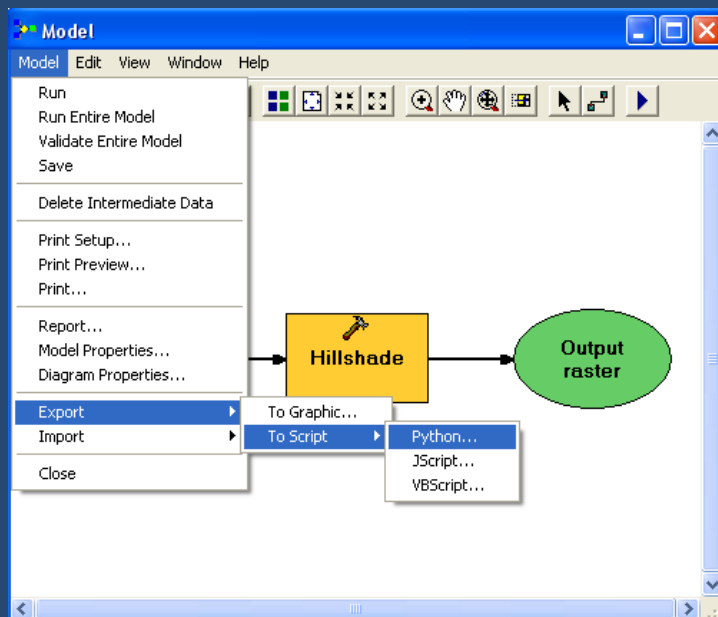 Model
Model Edit View Window Help
Run
Run Entire Model
Validate Entire Model
Save
Delete Intermediate Data
Print Setup...
Print Preview...
Print...
Report...
Model Properties...
Diagram Properties...
Export
Import
Close
To Graphic...
To Script
Python...
JScript...
VBScript...
Hillshade
Output
raster